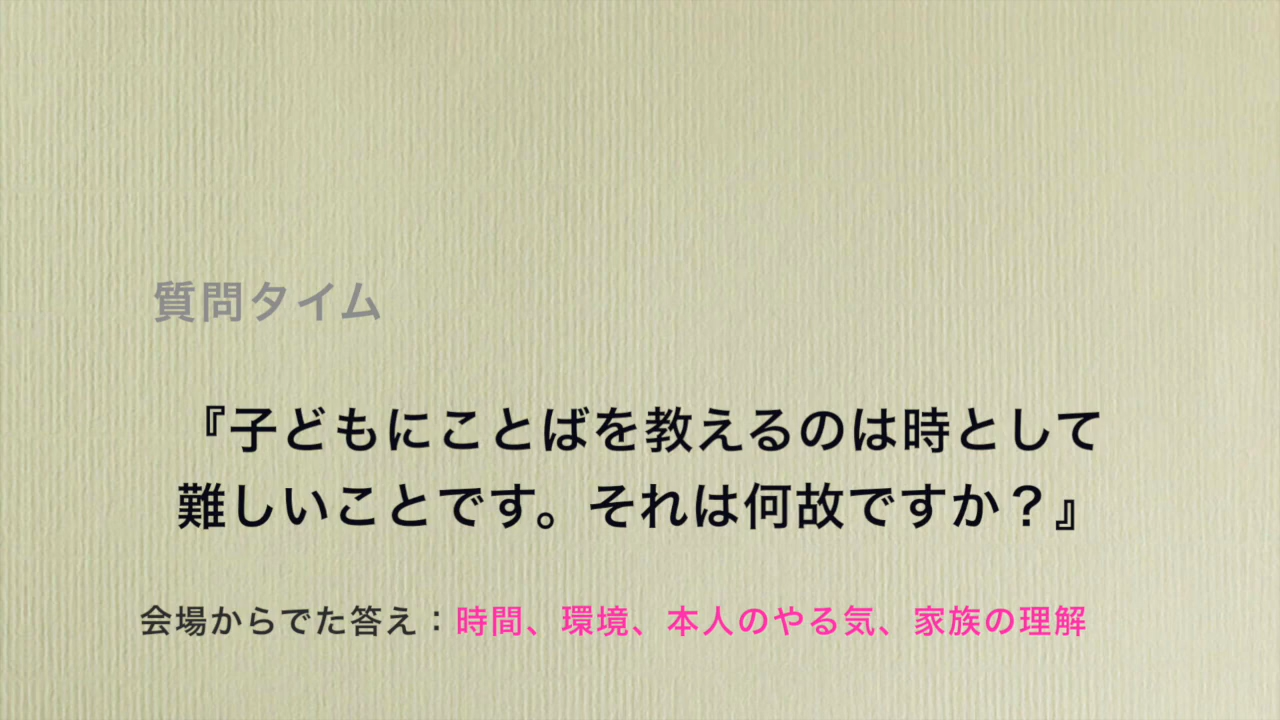 質問タイム
『子どもにことばを教えるのは時として
難しいことです。それは何故ですか？』
会場からでた答え：時間、環境、本人のやる気、家族の理解